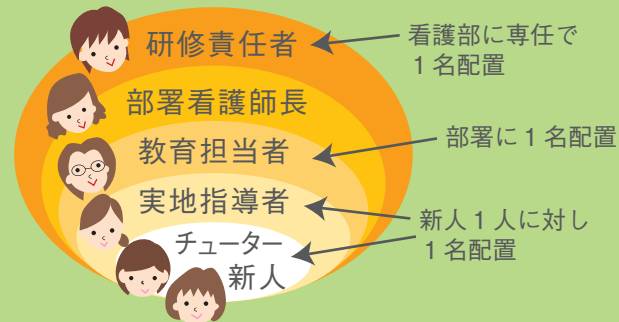 研修責任者
部署看護師長
教育担当者
実地指導者
チューター
新人
看護部に専任で
1名配置
部署に1名配置
新人1人に対し
1名配置